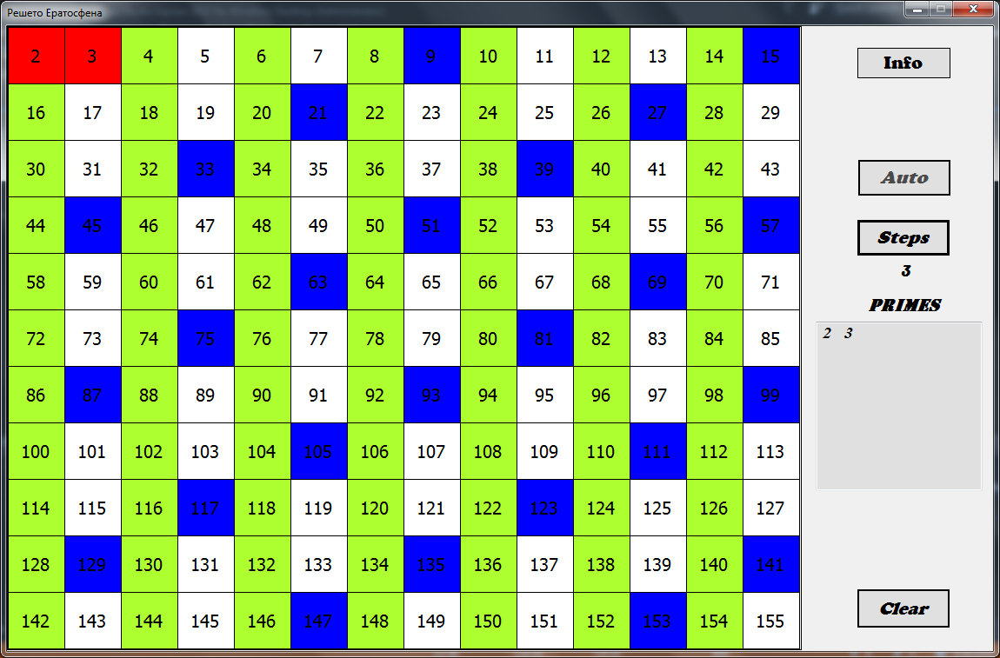 Решето Ератосфена
2 3 4 5 6 7 8 9 10 11 12 13 14 15
16 17 18 19 20 21 22 23 24 25 26 27 28 29
30 31 32 33 34 35 36 37 38 39 40 41 42 43
44 45 46 47 48 49 50 51 52 53 54 55 56 57
58 59 60 61 62 63 64 65 66 67 68 69 70 71
72 73 74 75 76 77 78 79 80 81 82 83 84 85
86 87 88 89 90 91 92 93 94 95 96 97 98 99
100 101 102 103 104 105 106 107 108 109 110 111 112 113
114 115 116 117 118 119 120 121 122 123 124 125 126 127
128 129 130 131 132 133 134 135 136 137 138 139 140 141
142 143 144 145 146 147 148 149 150 151 152 153 154 155
Info
Auto
Steps
3
PRIMES
2 3
Clear